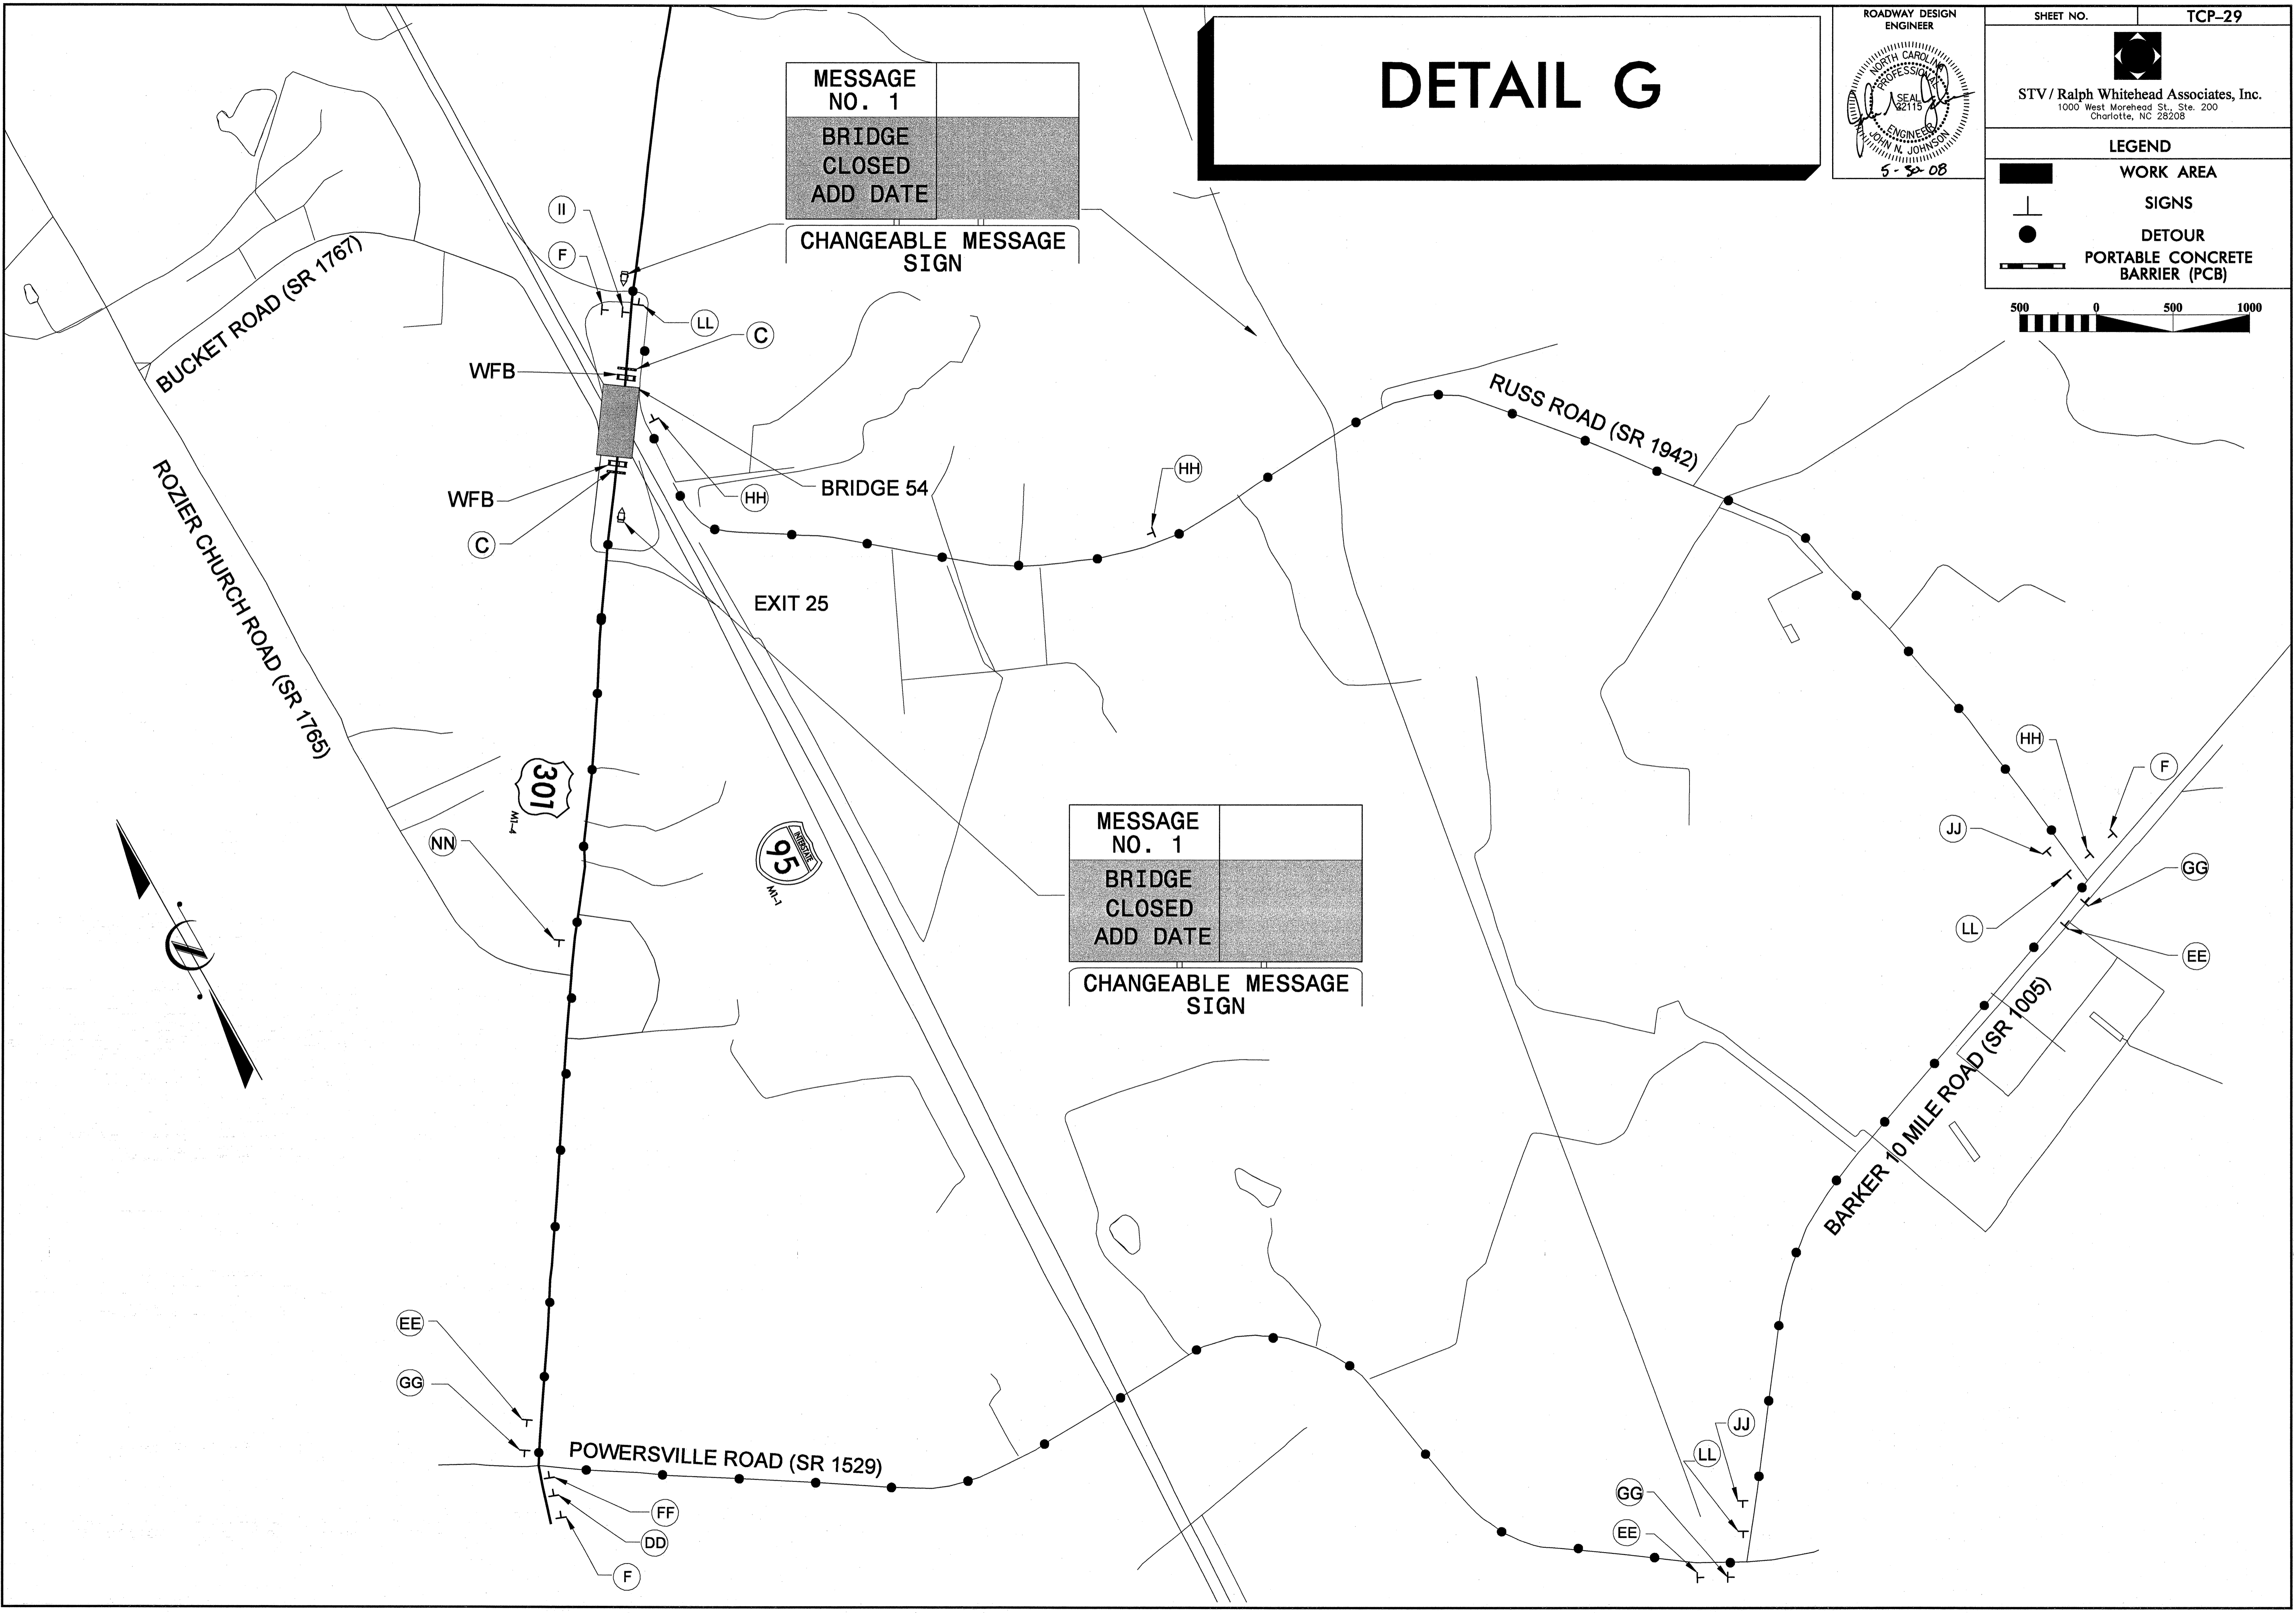 DETAIL G
ROADWAY DESIGN
ENGINEER
NORTH CAROLINA
PROFESSIONAL
SEAL
22115
ENGINEER
JOHN N. JOHNSON
5-30-08
SHEET NO.
TCP-29
STV / Ralph Whitehead Associates, Inc.
1000 West Morehead St., Ste. 200
Charlotte, NC 28208
LEGEND
WORK AREA
SIGNS
DETOUR
PORTABLE CONCRETE
BARRIER (PCB)
500 0 500 1000
MESSAGE
NO. 1
BRIDGE
CLOSED
ADD DATE
CHANGEABLE MESSAGE
SIGN
II
F
LL
C
WFB
HH
BRIDGE 54
WFB
C
EXIT 25
BUCKET ROAD (SR 1767)
ROZIER CHURCH ROAD (SR 1765)
RUSS ROAD (SR 1942)
HH
301
M1-4
INTERSTATE
95
M1-1
NN
MESSAGE
NO. 1
BRIDGE
CLOSED
ADD DATE
CHANGEABLE MESSAGE
SIGN
HH
F
JJ
GG
LL
EE
BARKER 10 MILE ROAD (SR 1005)
EE
GG
POWERSVILLE ROAD (SR 1529)
FF
DD
F
JJ
LL
GG
EE